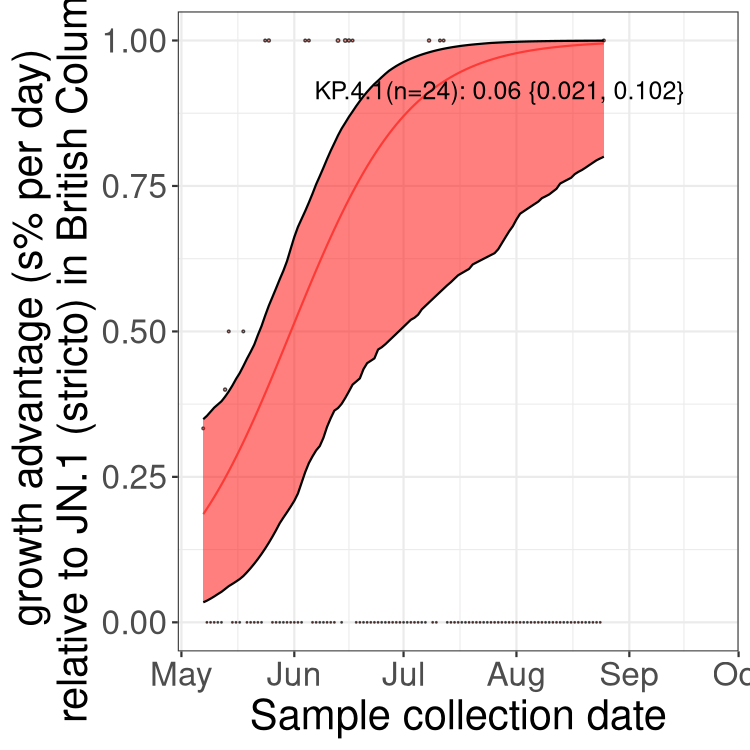 growth advantage (s% per day)
relative to JN.1 (stricto) in British Colum
1.00
0.75
0.50
0.25
0.00
KP.4.1(n=24): 0.06 {0.021, 0.102}
May Jun Jul Aug Sep Oc
Sample collection date